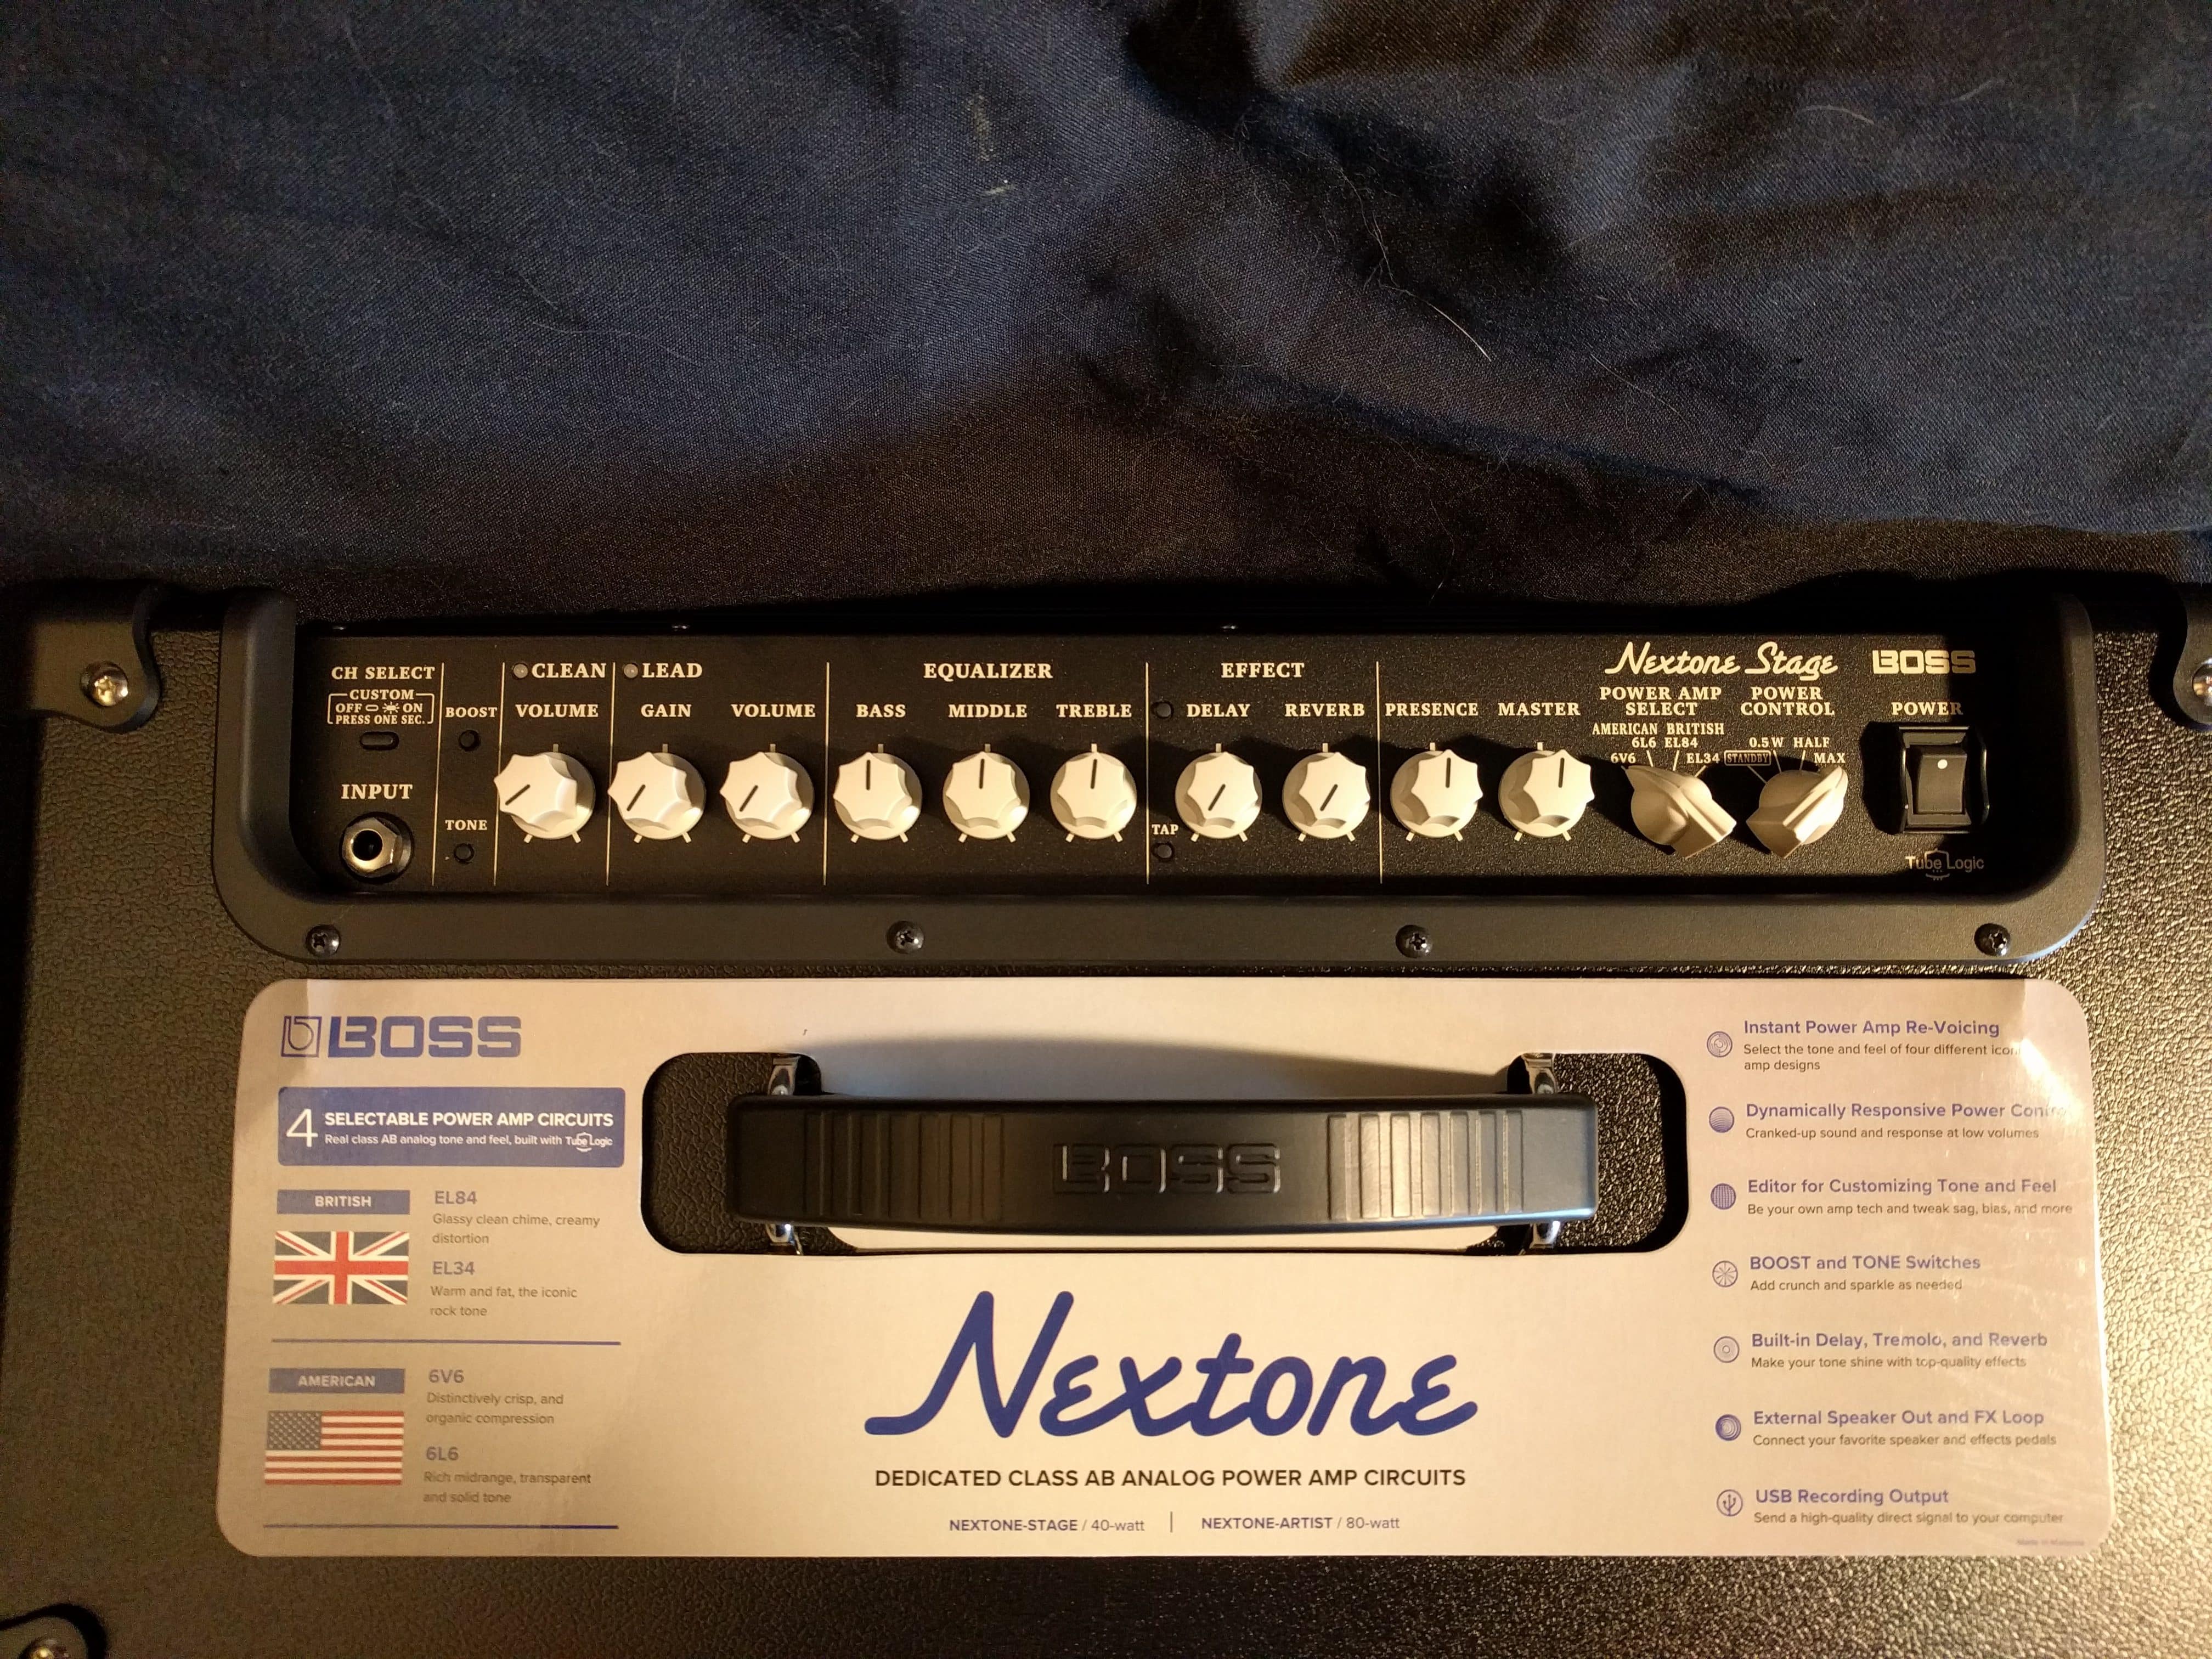 CH SELECT
CUSTOM
OFF ON
PRESS ONE SEC.
INPUT
BOOST
TONE
CLEAN
VOLUME
LEAD
GAIN VOLUME
EQUALIZER
BASS MIDDLE TREBLE
EFFECT
DELAY REVERB
TAP
PRESENCE MASTER
Nextone Stage
BOSS
POWER AMP
SELECT
AMERICAN BRITISH
6L6 EL84
6V6 EL34
POWER
CONTROL
0.5W HALF
STANDBY MAX
POWER
Tube Logic
BOSS
4 SELECTABLE POWER AMP CIRCUITS
Real class AB analog tone and feel, built with Tube Logic
BRITISH
EL84
Glassy clean chime, creamy
distortion
EL34
Warm and fat, the iconic
rock tone
AMERICAN
6V6
Distinctively crisp, and
organic compression
6L6
Rich midrange, transparent
and solid tone
BOSS
Nextone
DEDICATED CLASS AB ANALOG POWER AMP CIRCUITS
NEXTONE-STAGE / 40-watt | NEXTONE-ARTIST / 80-watt
Instant Power Amp Re-Voicing
Select the tone and feel of four different iconic
amp designs
Dynamically Responsive Power Control
Cranked-up sound and response at low volumes
Editor for Customizing Tone and Feel
Be your own amp tech and tweak sag, bias, and more
BOOST and TONE Switches
Add crunch and sparkle as needed
Built-in Delay, Tremolo, and Reverb
Make your tone shine with top-quality effects
External Speaker Out and FX Loop
Connect your favorite speaker and effects pedals
USB Recording Output
Send a high-quality direct signal to your computer